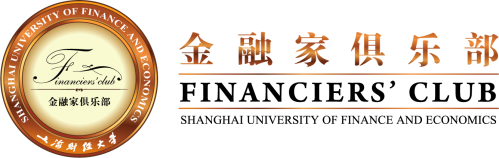 SHANGHAI UNIVERSITY OF FINANCE AND ECONOMICS
Financiers' club
金融家俱乐部
上海财经大学
金融家俱乐部
FINANCIERS' CLUB
SHANGHAI UNIVERSITY OF FINANCE AND ECONOMICS